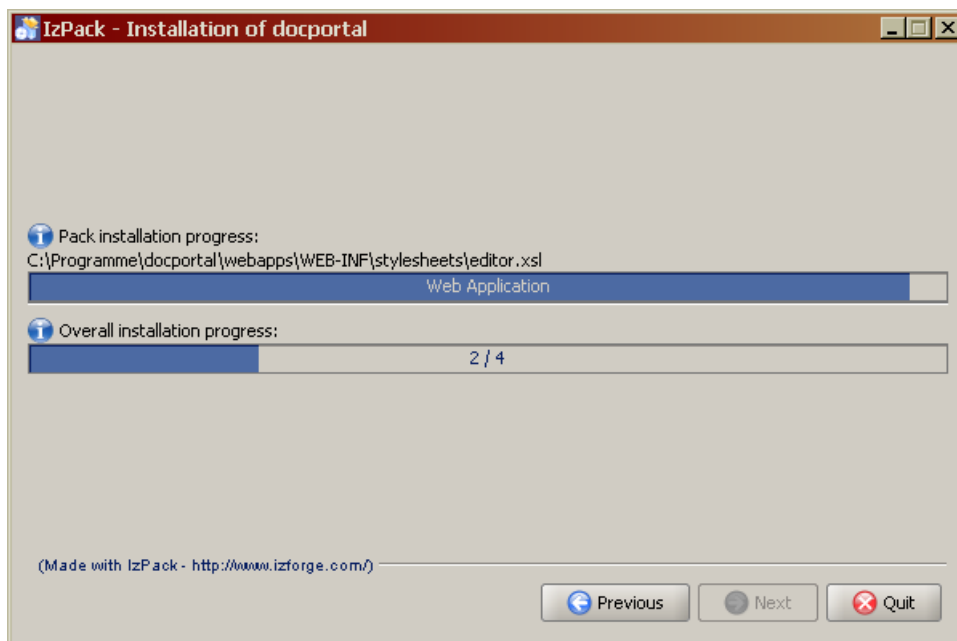 IzPack - Installation of docportal
Pack installation progress:
C:\Programme\docportal\webapps\WEB-INF\stylesheets\editor.xsl
Web Application
Overall installation progress:
2 / 4
(Made with IzPack - http://www.izforge.com/)
Previous Next Quit